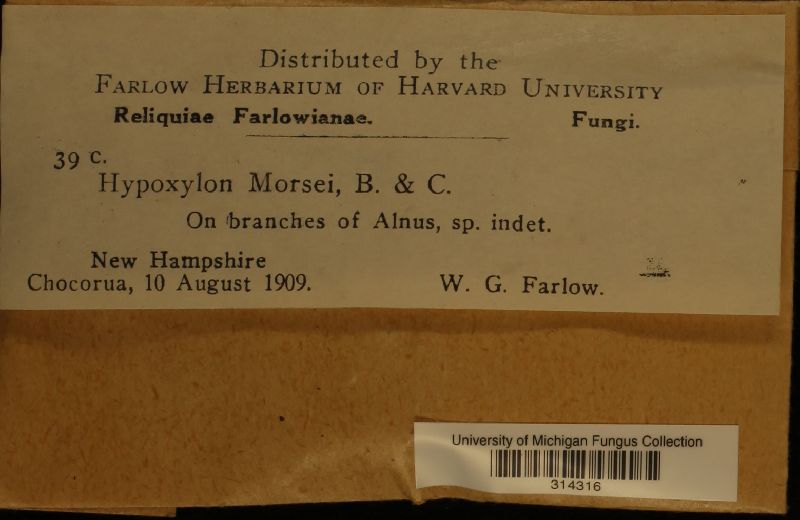 Distributed by the
Farlow Herbarium of Harvard University
Reliquiae Farlowianae. Fungi.
39 c.
Hypoxylon Morsei, B. & C.
On branches of Alnus, sp. indet.
New Hampshire
Chocorua, 10 August 1909. W. G. Farlow.
University of Michigan Fungus Collection
314316